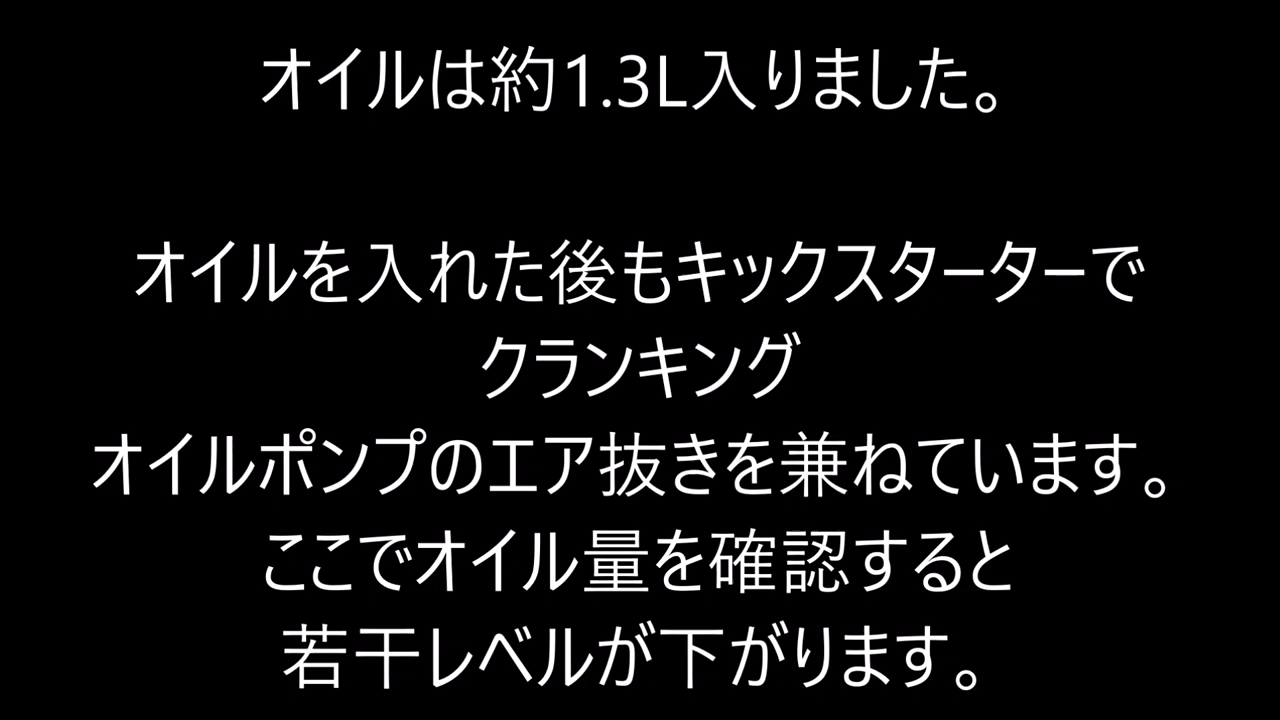 オイルは約1.3L入りました。
オイルを入れた後もキックスターターで
クランキング
オイルポンプのエア抜きを兼ねています。
ここでオイル量を確認すると
若干レベルが下がります。